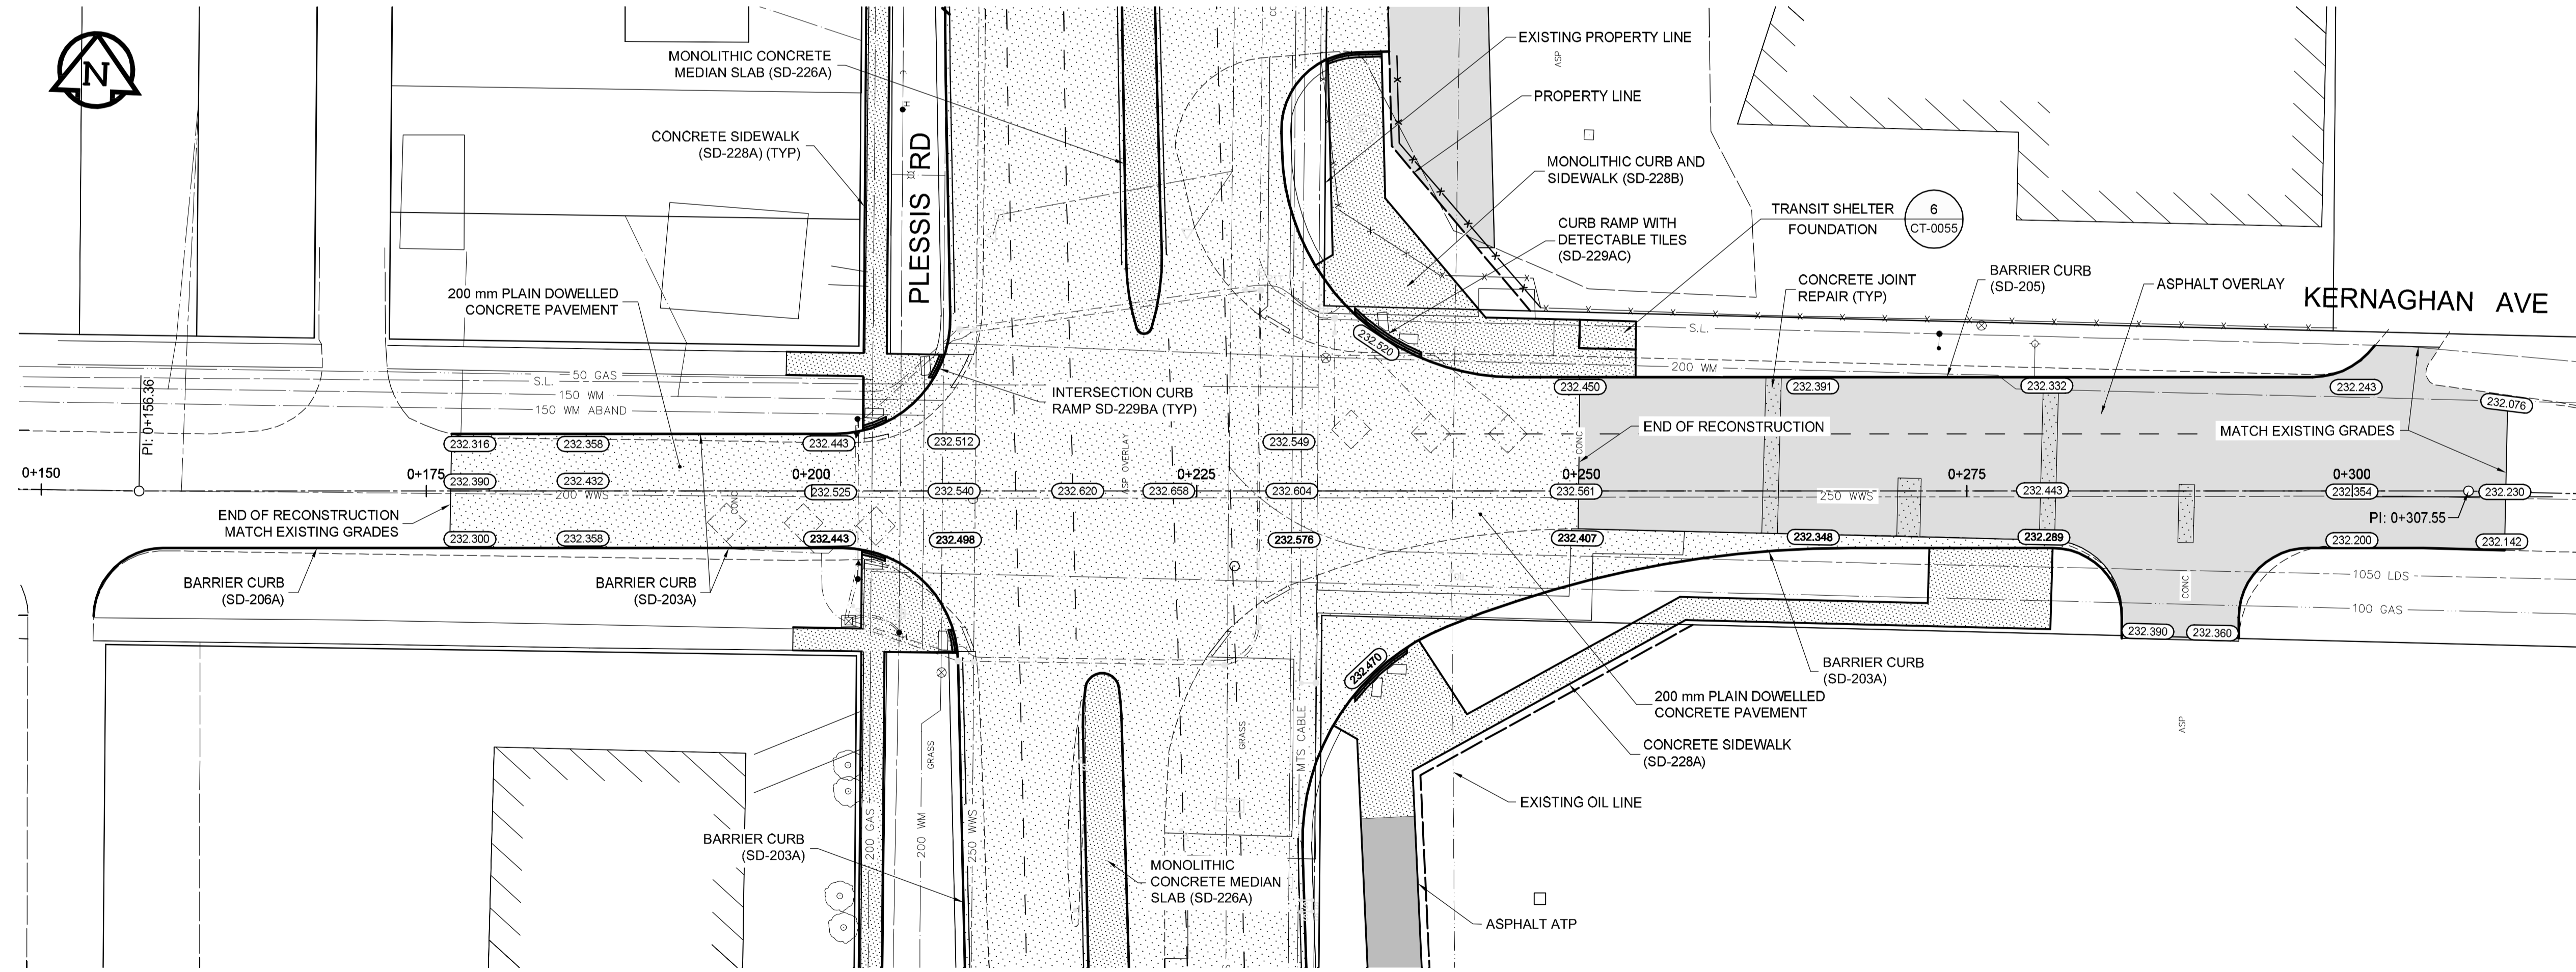 N
MONOLITHIC CONCRETE
MEDIAN SLAB (SD-226A)
CONCRETE SIDEWALK
(SD-228A) (TYP)
PLESSIS RD
EXISTING PROPERTY LINE
PROPERTY LINE
ASP
MONOLITHIC CURB AND
SIDEWALK (SD-228B)
CURB RAMP WITH
DETECTABLE TILES
(SD-229AC)
TRANSIT SHELTER
FOUNDATION
6
CT-0055
CONCRETE JOINT
REPAIR (TYP)
BARRIER CURB
(SD-205)
ASPHALT OVERLAY
KERNAGHAN AVE
200 mm PLAIN DOWELLED
CONCRETE PAVEMENT
S.L.
50 GAS
S.L.
150 WM
150 WM ABAND
200 WM
PI: 0+156.36
INTERSECTION CURB
RAMP SD-229BA (TYP)
232.520
232.450
232.391
232.332
232.243
232.076
END OF RECONSTRUCTION
MATCH EXISTING GRADES
232.316
232.358
232.443
232.512
232.549
ASP OVERLAY
CONC
0+150
0+175
0+200
0+225
0+250
0+275
0+300
232.390
232.432
232.525
232.540
232.620
232.658
232.604
232.561
232.443
232.354
232.230
200 WWS
250 WWS
CONC
PI: 0+307.55
END OF RECONSTRUCTION
MATCH EXISTING GRADES
232.300
232.358
232.443
232.498
232.576
232.407
232.348
232.289
232.200
232.142
BARRIER CURB
(SD-206A)
BARRIER CURB
(SD-203A)
1050 LDS
CONC
100 GAS
232.390
232.360
232.470
BARRIER CURB
(SD-203A)
200 mm PLAIN DOWELLED
CONCRETE PAVEMENT
CONCRETE SIDEWALK
(SD-228A)
ASP
GRASS
GRASS
MTS CABLE
EXISTING OIL LINE
BARRIER CURB
(SD-203A)
200 GAS
200 WM
250 WWS
MONOLITHIC
CONCRETE MEDIAN
SLAB (SD-226A)
ASPHALT ATP